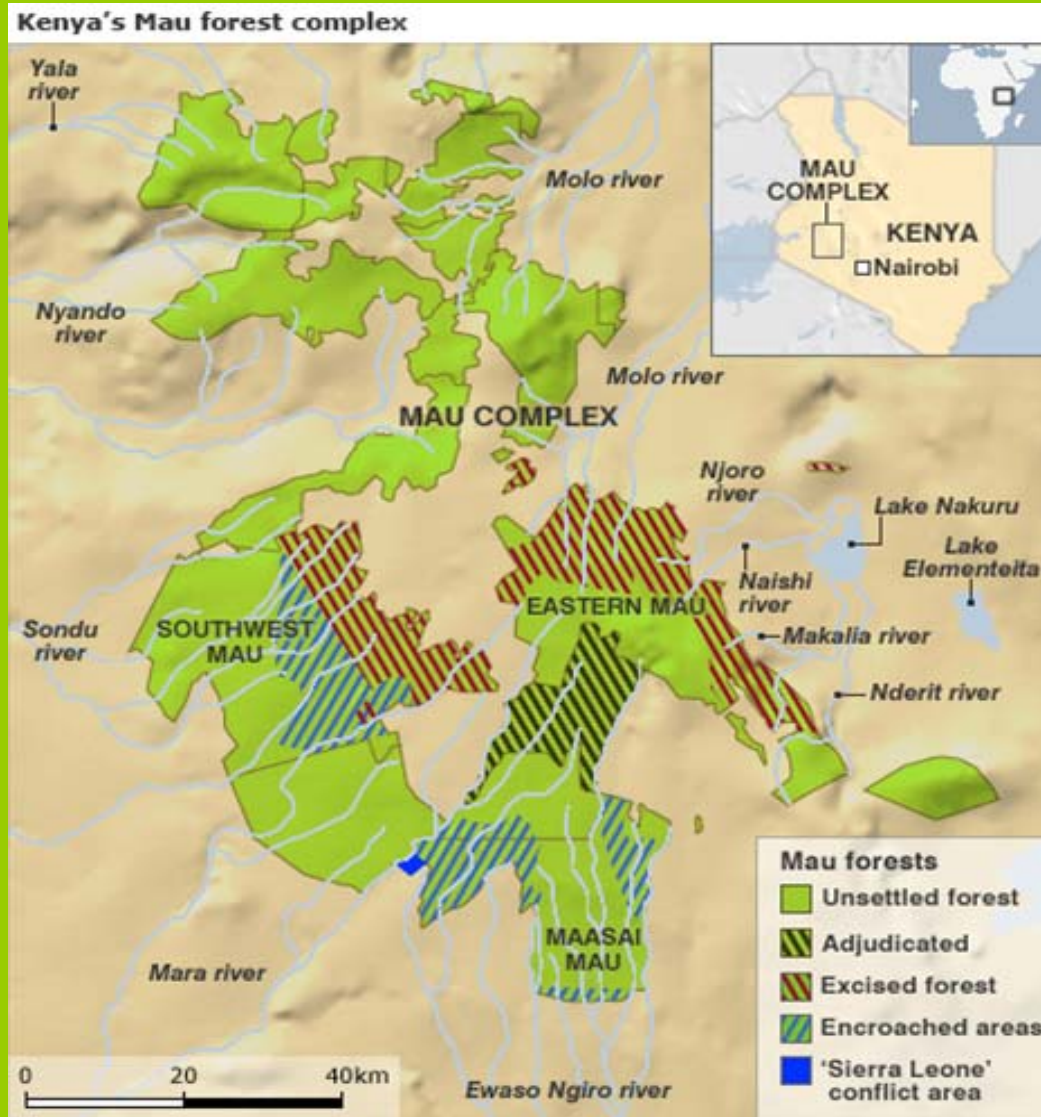 Kenya's Mau forest complex
Yala
river
Molo river
MAU
COMPLEX
KENYA
Nairobi
Nyando
river
Molo river
MAU COMPLEX
Njoro
river
Lake Nakuru
Lake
Elementeita
Naishi
river
EASTERN MAU
SOUTHWEST
MAU
Sondu
river
Makalia river
Nderit river
MAASAI
MAU
Mara river
Ewaso Ngiro river
Mau forests
Unsettled forest
Adjudicated
Excised forest
Encroached areas
'Sierra Leone'
conflict area
0 20 40km